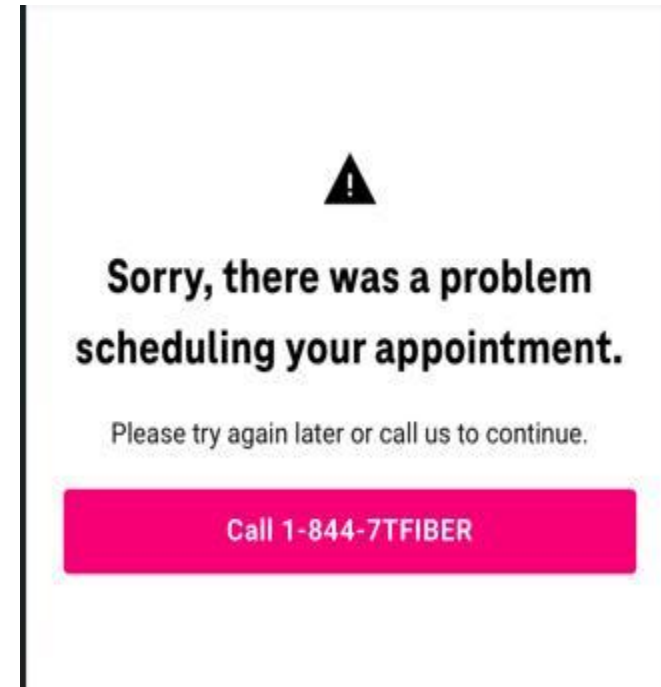 Sorry, there was a problem
scheduling your appointment.
Please try again later or call us to continue.
Call 1-844-7TFIBER